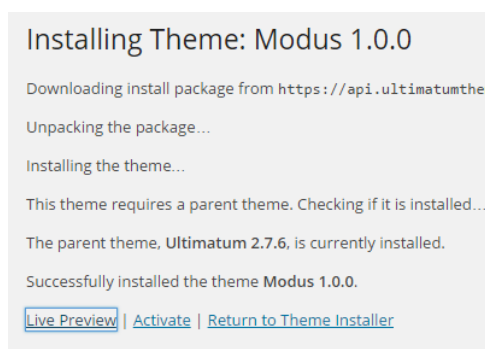 Installing Theme: Modus 1.0.0
Downloading install package from https://api.ultimatumthe
Unpacking the package…
Installing the theme…
This theme requires a parent theme. Checking if it is installed…
The parent theme, Ultimatum 2.7.6, is currently installed.
Successfully installed the theme Modus 1.0.0.
Live Preview | Activate | Return to Theme Installer